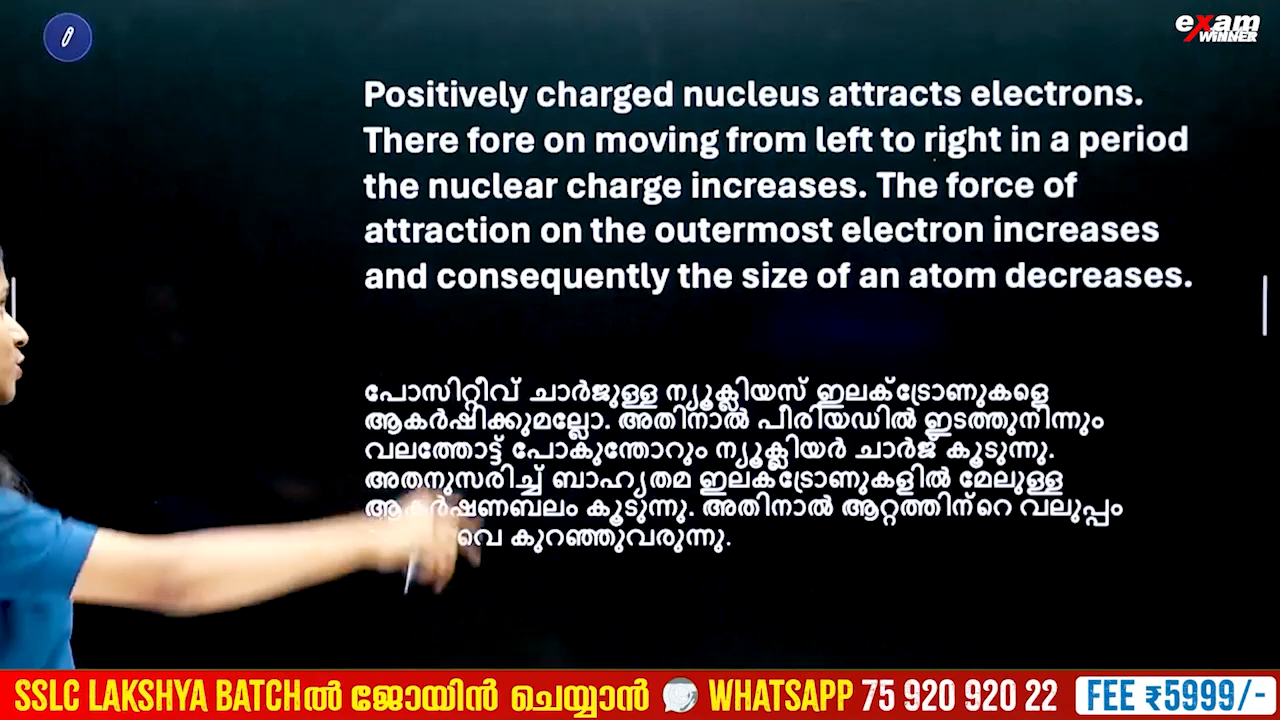 exam
WINNER
Positively charged nucleus attracts electrons.
There fore on moving from left to right in a period
the nuclear charge increases. The force of
attraction on the outermost electron increases
and consequently the size of an atom decreases.
പോസിറ്റീവ് ചാർജുള്ള ന്യൂക്ലിയസ് ഇലക്ട്രോണുകളെ
ആകർഷിക്കുമല്ലോ. അതിനാൽ പീരിയഡിൽ ഇടത്തുനിന്നും
വലത്തോട്ട് പോകുന്തോറും ന്യൂക്ലിയർ ചാർജ് കൂടുന്നു.
അതനുസരിച്ച് ബാഹ്യതമ ഇലക്ട്രോണുകളിൽ മേലുള്ള
ആകർഷണബലം കൂടുന്നു. അതിനാൽ ആറ്റത്തിന്റെ വലുപ്പം
കുറഞ്ഞുവരുന്നു.
SSLC LAKSHYA BATCHൽ ജോയിൻ ചെയ്യാൻ WHATSAPP 75 920 920 22 FEE ₹5999/-